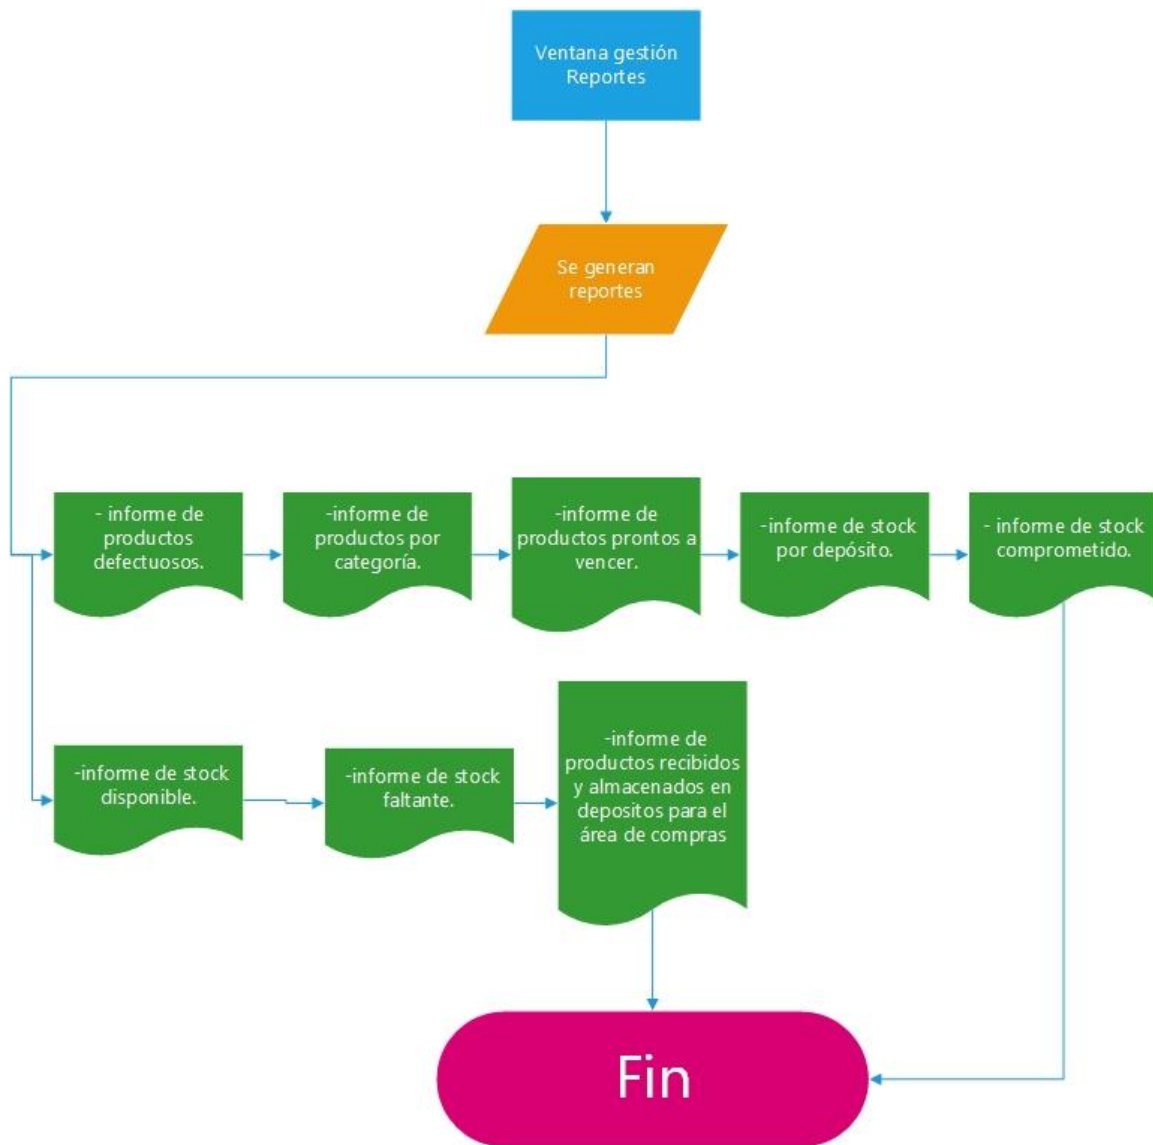 Ventana gestión
Reportes
Se generan
reportes
- informe de
productos
defectuosos.
-informe de
productos por
categoría.
-informe de
productos prontos a
vencer.
-informe de stock
por depósito.
- informe de stock
comprometido.
-informe de stock
disponible.
-informe de stock
faltante.
-informe de
productos recibidos
y almacenados en
depositos para el
área de compras
Fin